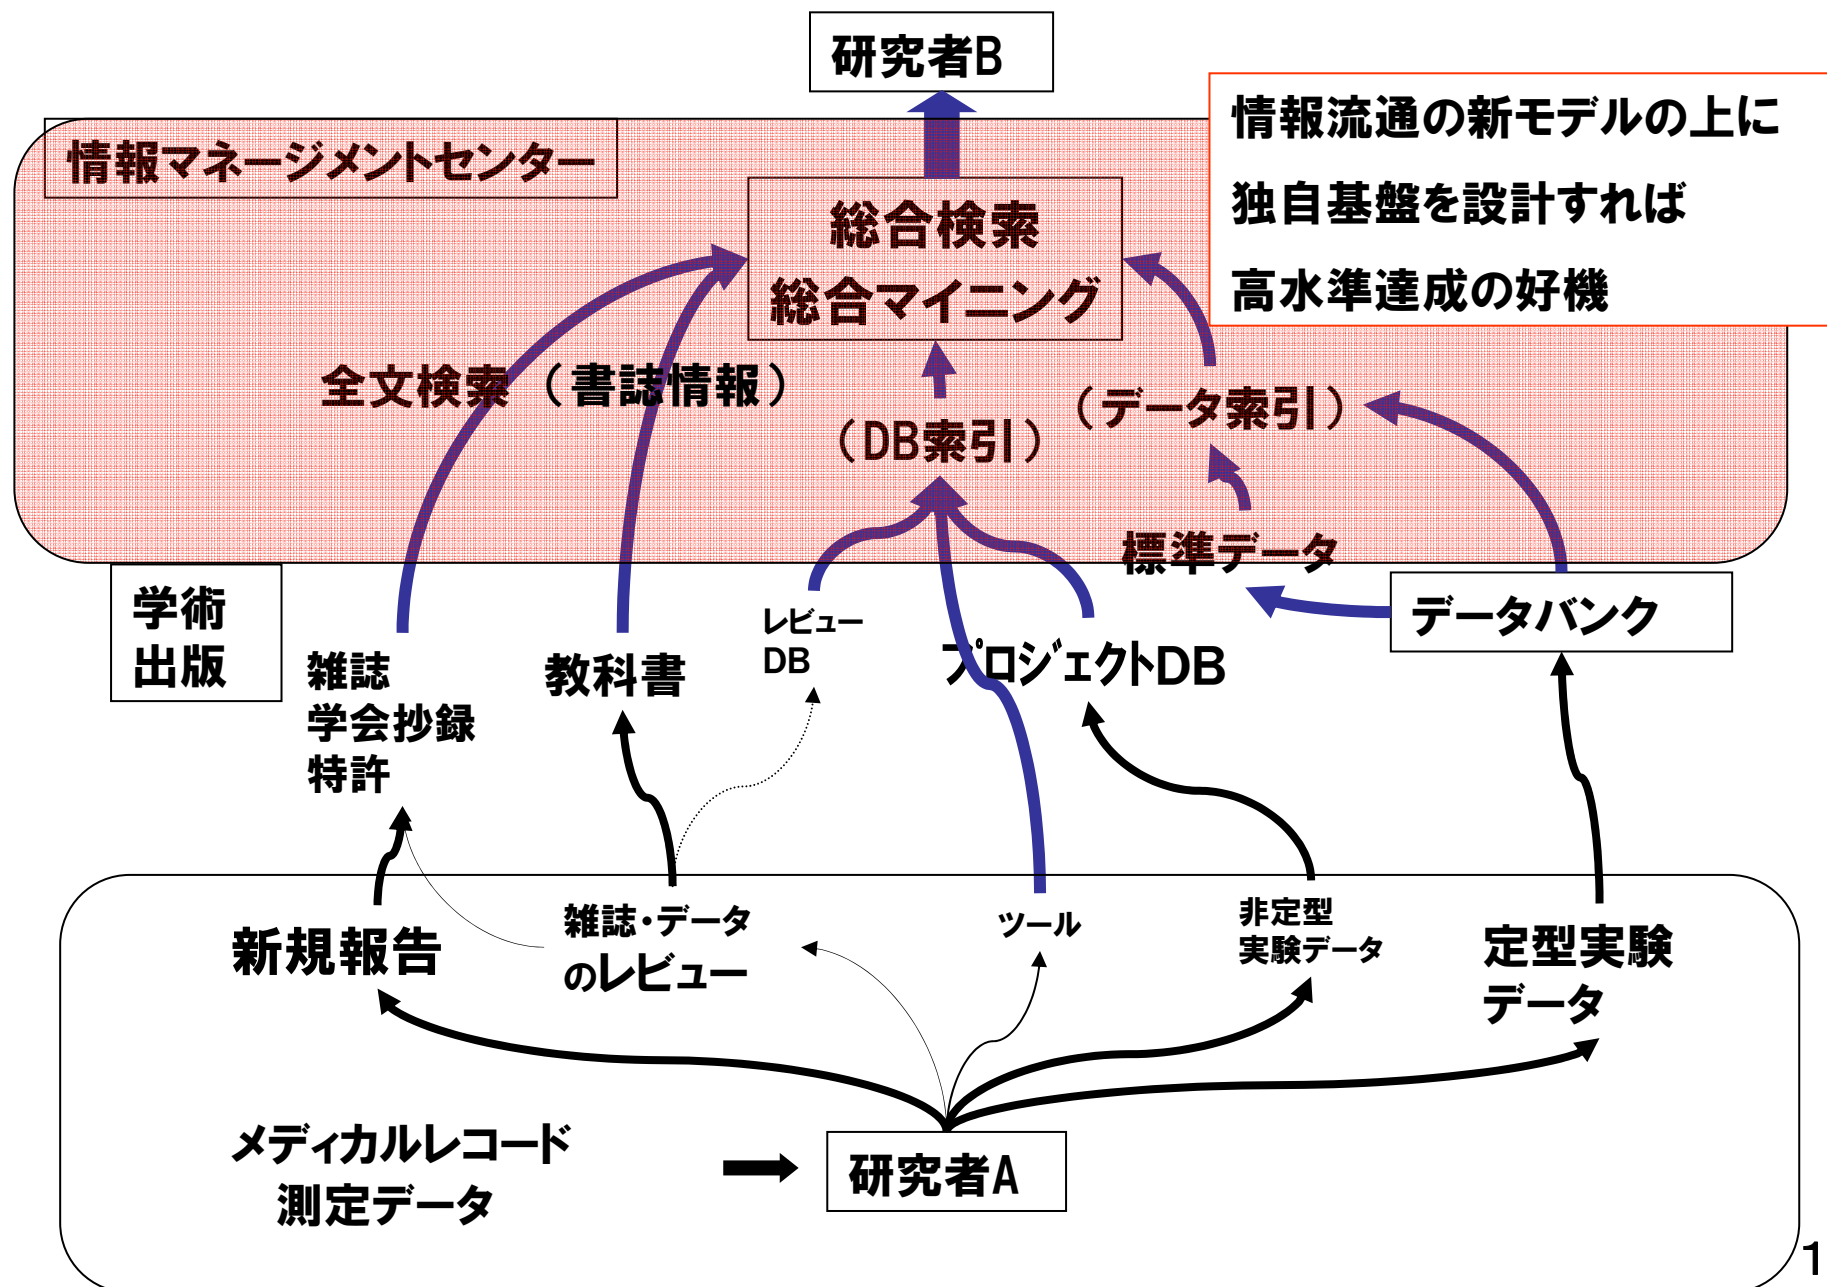 研究者B
情報流通の新モデルの上に
独自基盤を設計すれば
高水準達成の好機
情報マネージメントセンター
総合検索
総合マイニング
全文検索（書誌情報）
（DB索引）
（データ索引）
標準データ
学術
出版
データバンク
雑誌
学会抄録
特許
教科書
レビュー
DB
プロジェクトDB
新規報告
雑誌・データ
のレビュー
ツール
非定型
実験データ
定型実験
データ
メディカルレコード
測定データ
研究者A
1